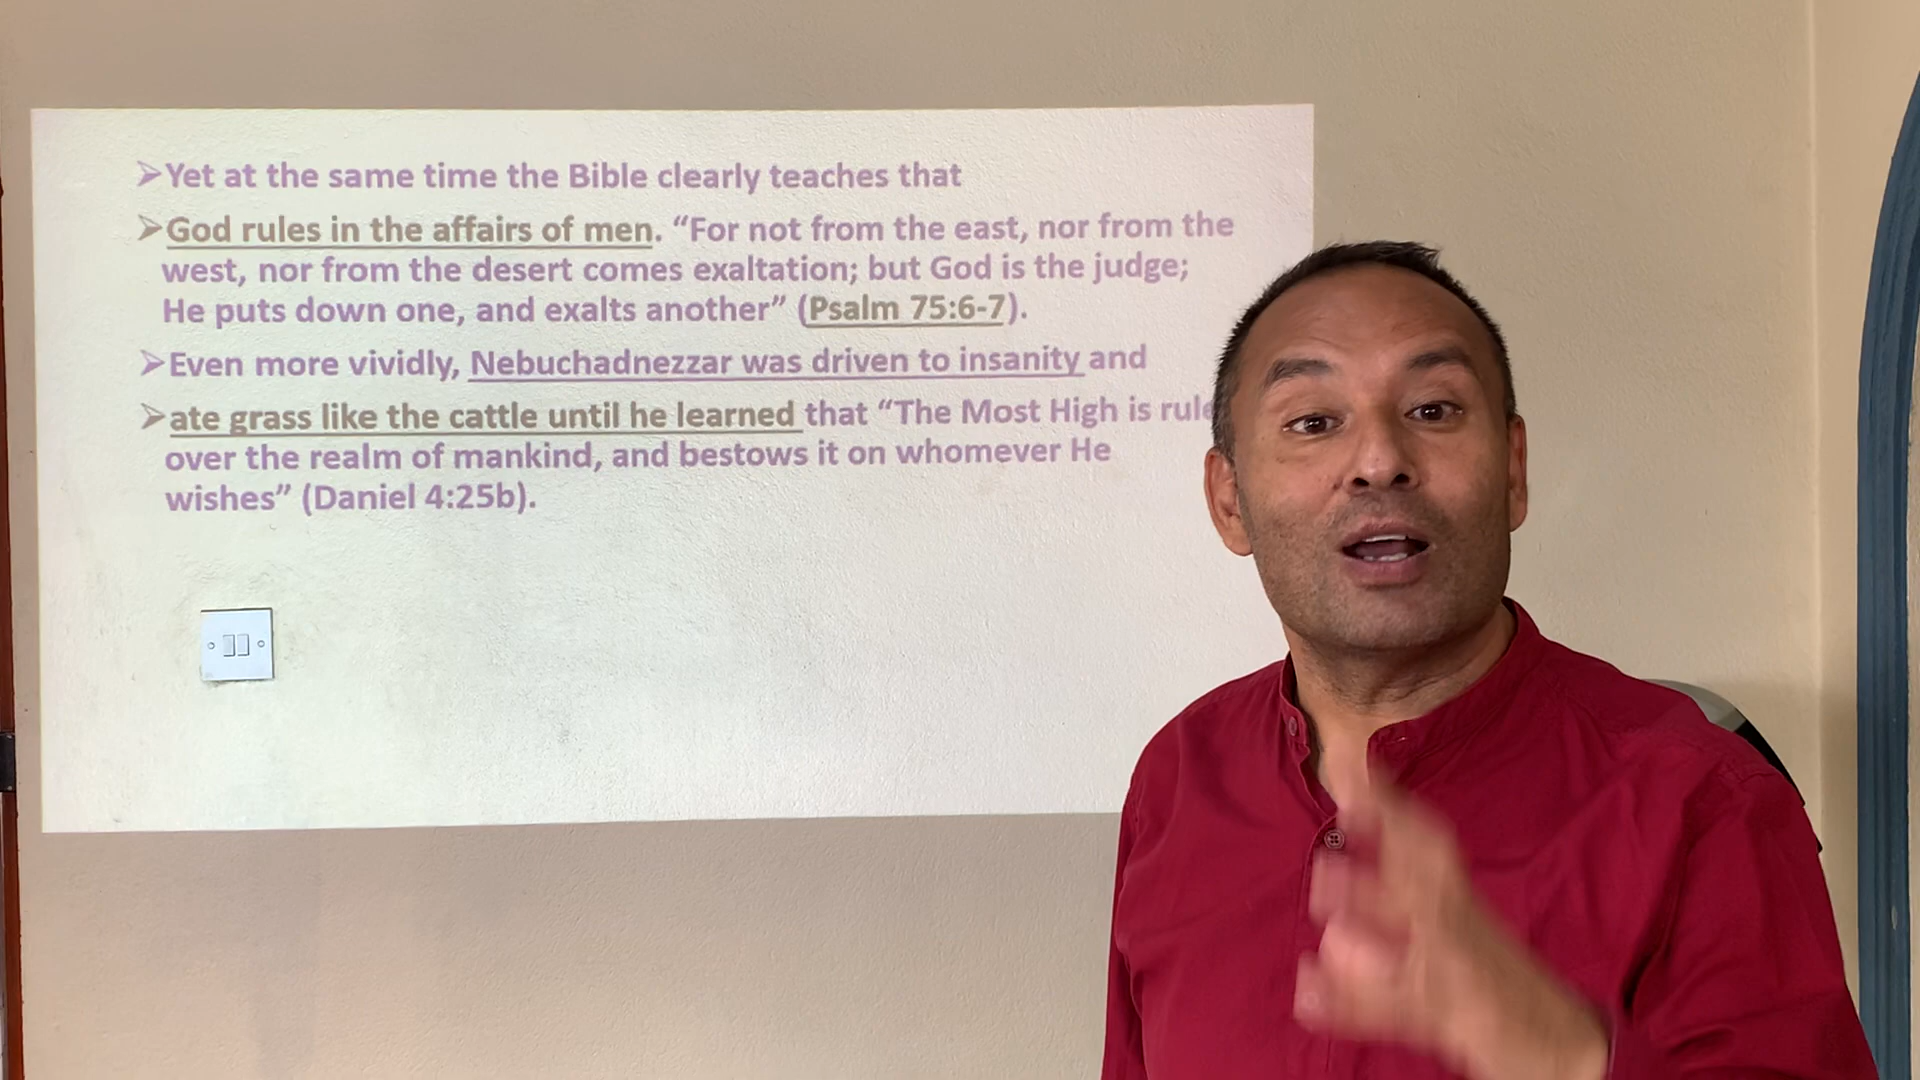 ➢Yet at the same time the Bible clearly teaches that
➢God rules in the affairs of men. “For not from the east, nor from the
west, nor from the desert comes exaltation; but God is the judge;
He puts down one, and exalts another” (Psalm 75:6-7).
➢Even more vividly, Nebuchadnezzar was driven to insanity and
➢ate grass like the cattle until he learned that “The Most High is
over the realm of mankind, and bestows it on whomever He
wishes” (Daniel 4:25b).